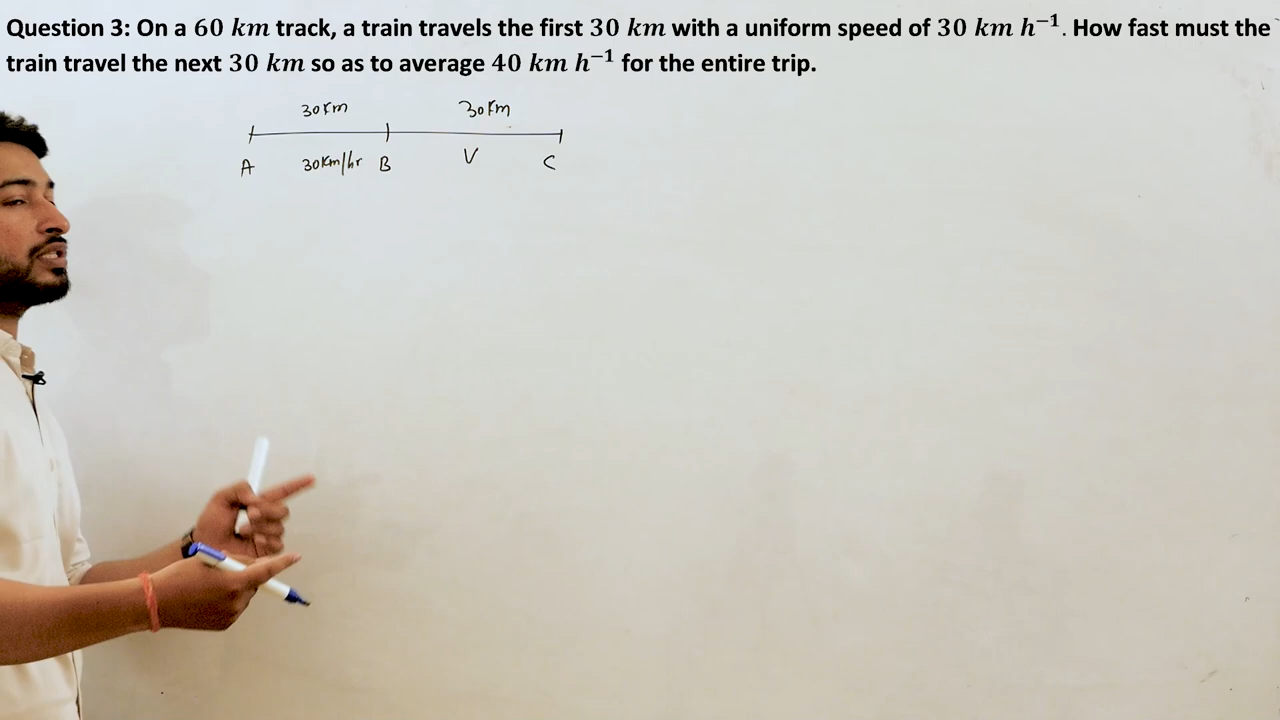 Question 3: On a 60 km track, a train travels the first 30 km with a uniform speed of 30 km h⁻¹. How fast must the
train travel the next 30 km so as to average 40 km h⁻¹ for the entire trip.
30km 30km
A 30km/hr B V C